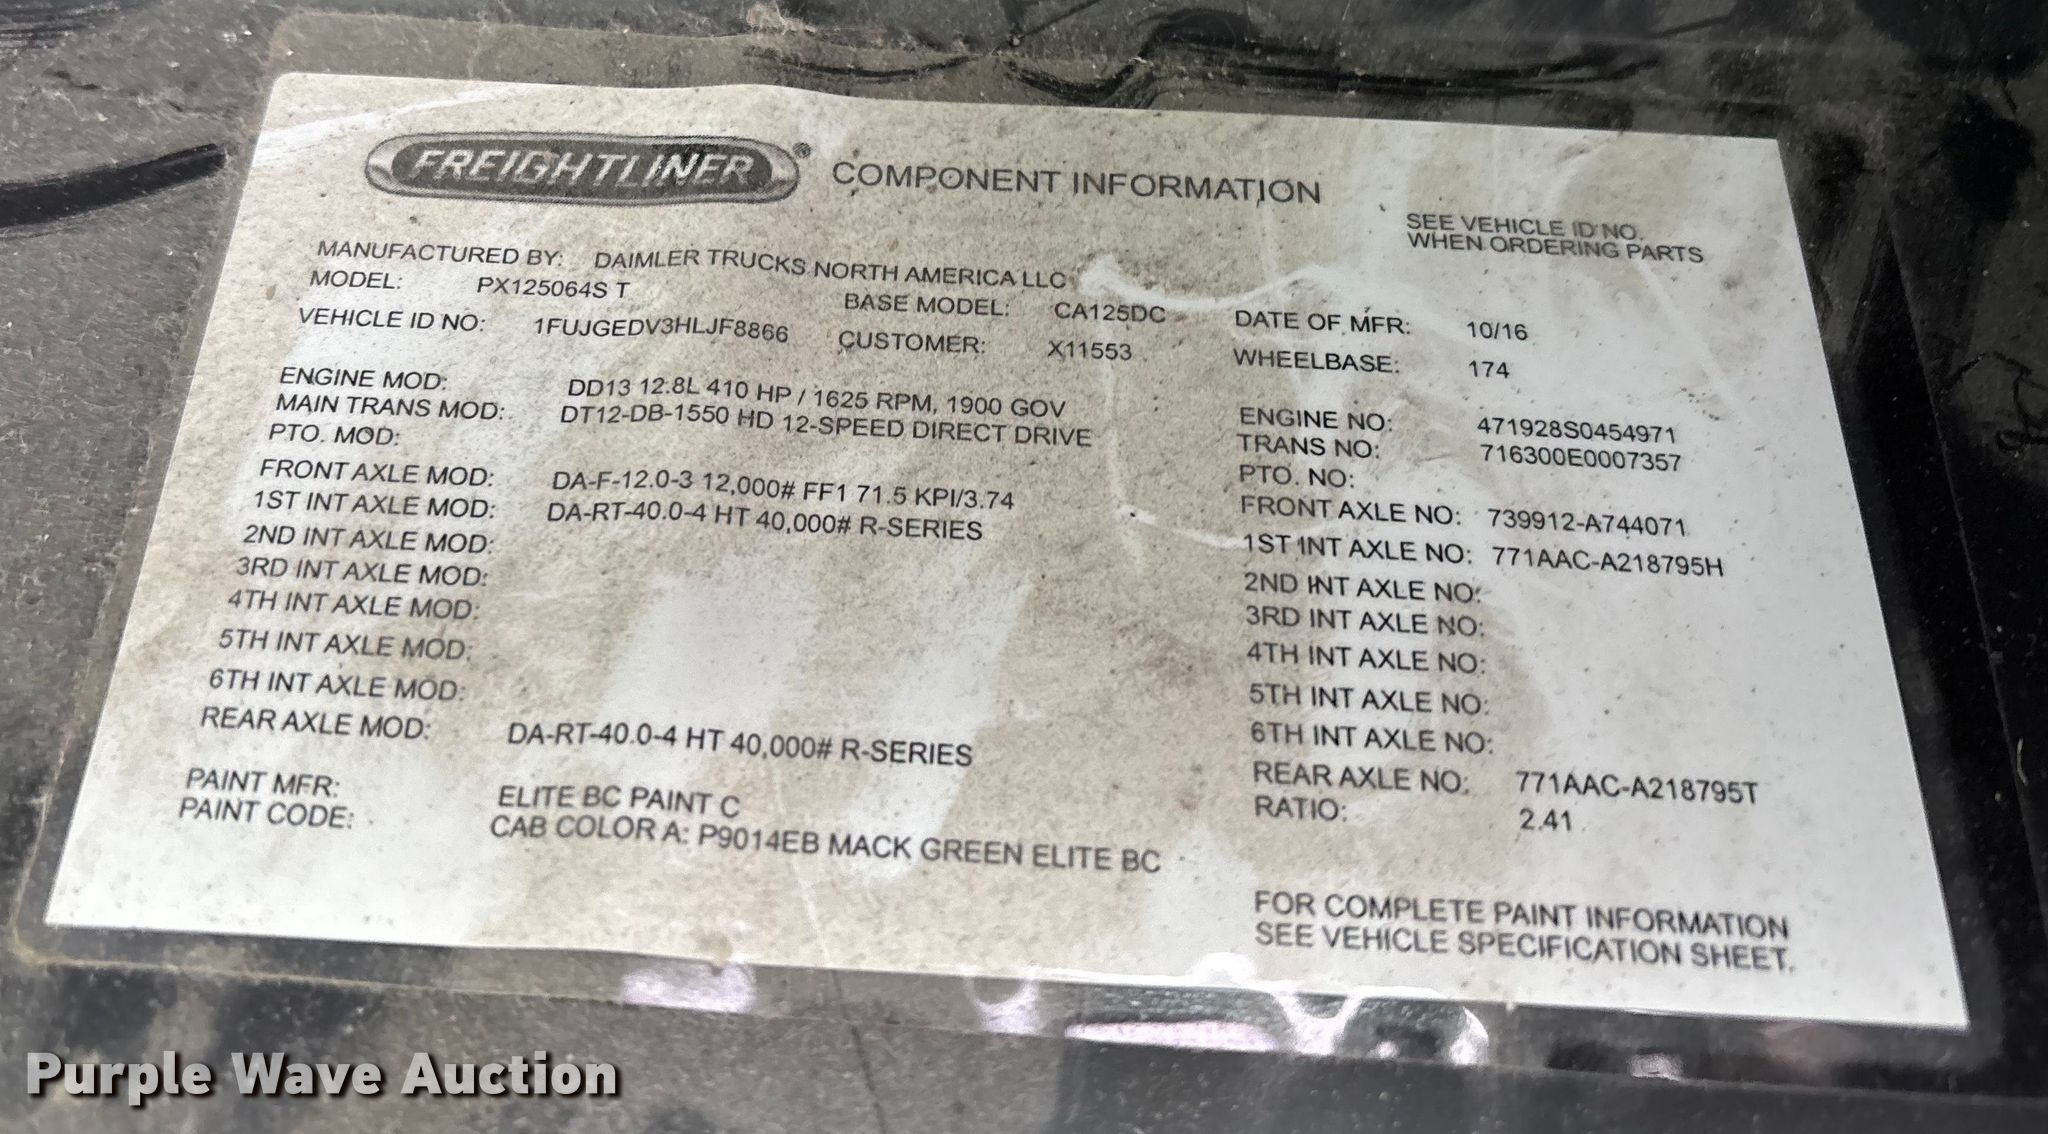 FREIGHTLINER® COMPONENT INFORMATION
SEE VEHICLE ID NO.
WHEN ORDERING PARTS
MANUFACTURED BY: DAIMLER TRUCKS NORTH AMERICA LLC
MODEL: PX125064S T BASE MODEL: CA125DC DATE OF MFR: 10/16
VEHICLE ID NO: 1FUJGEDV3HLJF8866 CUSTOMER: X11553 WHEELBASE: 174
ENGINE MOD: DD13 12.8L 410 HP / 1625 RPM, 1900 GOV ENGINE NO: 471928S0454971
MAIN TRANS MOD: DT12-DB-1550 HD 12-SPEED DIRECT DRIVE TRANS NO: 716300E0007357
PTO. MOD: PTO. NO:
FRONT AXLE MOD: DA-F-12.0-3 12,000# FF1 71.5 KPI/3.74 FRONT AXLE NO: 739912-A744071
1ST INT AXLE MOD: DA-RT-40.0-4 HT 40,000# R-SERIES 1ST INT AXLE NO: 771AAC-A218795H
2ND INT AXLE MOD: 2ND INT AXLE NO:
3RD INT AXLE MOD: 3RD INT AXLE NO:
4TH INT AXLE MOD: 4TH INT AXLE NO:
5TH INT AXLE MOD: 5TH INT AXLE NO:
6TH INT AXLE MOD: 6TH INT AXLE NO:
REAR AXLE MOD: DA-RT-40.0-4 HT 40,000# R-SERIES REAR AXLE NO: 771AAC-A218795T
RATIO: 2.41
PAINT MFR: ELITE BC PAINT C
PAINT CODE: CAB COLOR A: P9014EB MACK GREEN ELITE BC
FOR COMPLETE PAINT INFORMATION
SEE VEHICLE SPECIFICATION SHEET.
Purple Wave Auction